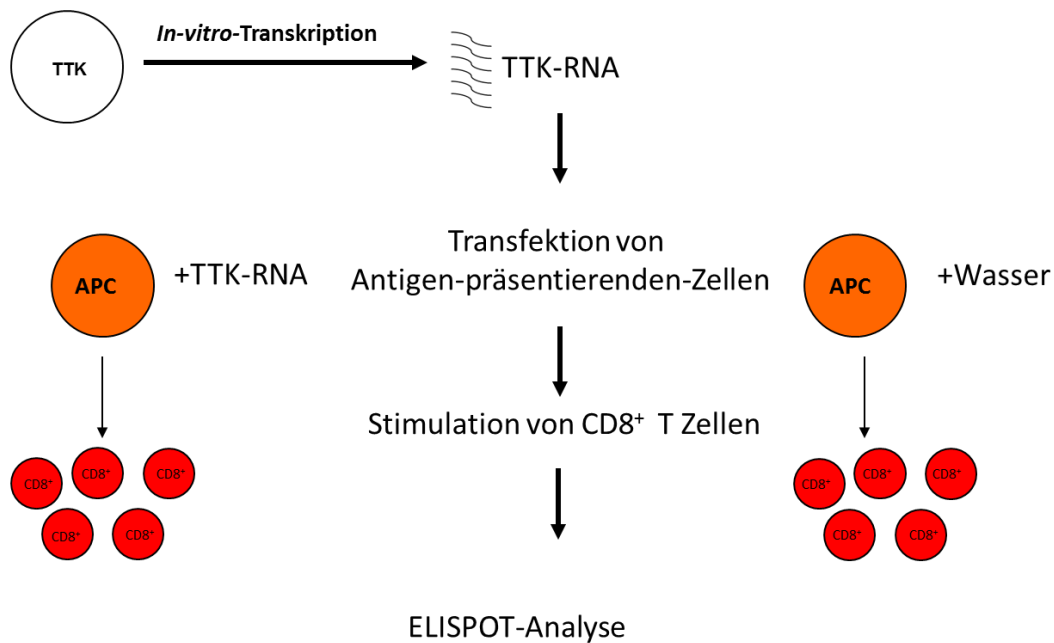 In-vitro-Transkription
TTK
TTK-RNA
Transfektion von
Antigen-präsentierenden-Zellen
APC
+TTK-RNA
APC
+Wasser
Stimulation von CD8⁺ T Zellen
CD8⁺
CD8⁺
CD8⁺
CD8⁺
CD8⁺
CD8⁺
CD8⁺
CD8⁺
CD8⁺
CD8⁺
ELISPOT-Analyse